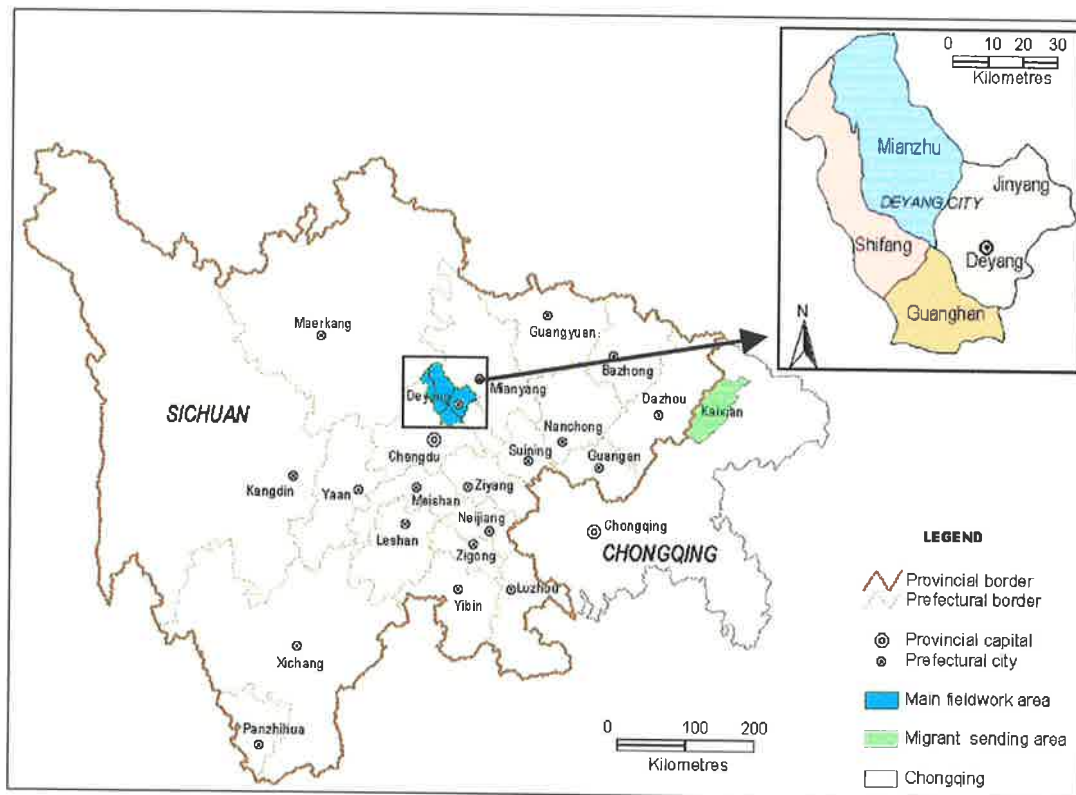 0 10 20 30
Kilometres
Mianzhu
Jinyang
DEYANG CITY
Shifang
Deyang
Guanghan
N
Maerkang
Guangyuan
Bazhong
Mianyang
Deyang
Dazhou
Kaixian
SICHUAN
Nanchong
Chengdu
Suining
Guangan
Kangdin
Yaan
Meishan
Ziyang
Neijiang
Leshan
Zigong
Chongqing
CHONGQING
Yibin
Luzhou
Xichang
Panzhihua
0 100 200
Kilometres
LEGEND
Provincial border
Prefectural border
Provincial capital
Prefectural city
Main fieldwork area
Migrant sending area
Chongqing